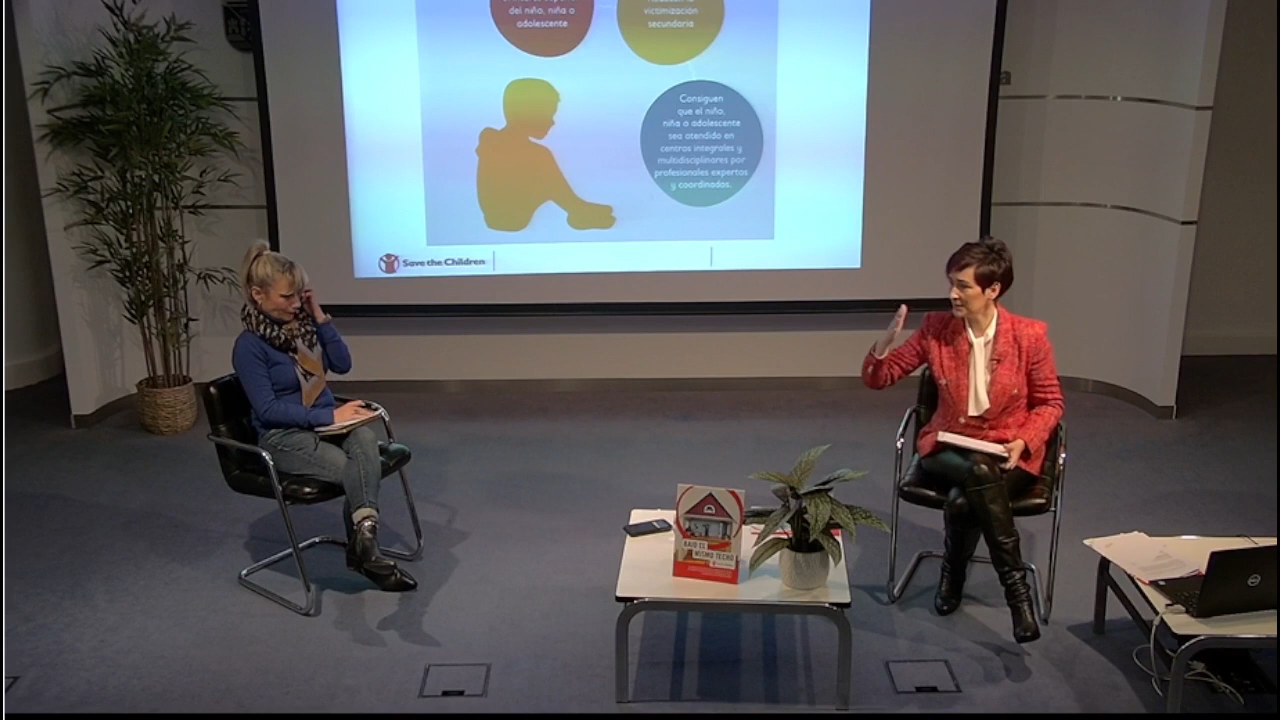 del niño, niña o
adolescente
victimización
secundaria
Consiguen
que el niño,
niña o adolescente
sea atendido en
centros integrales y
multidisciplinares por
profesionales expertos
y coordinados.
Save the Children
BAJO EL
MISMO TECHO
DELL